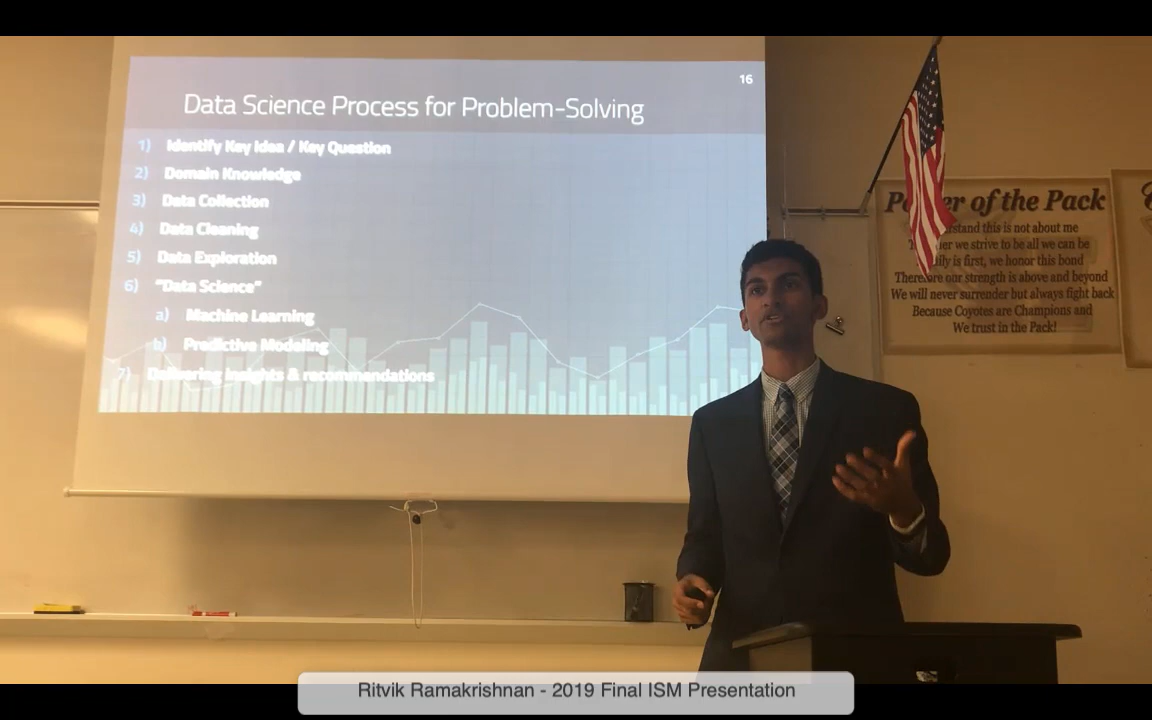 16
Data Science Process for Problem-Solving
1) Identify Key Idea / Key Question
2) Domain Knowledge
3) Data Collection
4) Data Cleaning
5) Data Exploration
6) "Data Science"
a) Machine Learning
b) Predictive Modeling
7) Delivering insights & recommendations
of the Pack
this is not about me
we strive to be all we can be
is first, we honor this bond
Therefore our strength is above and beyond
We will never surrender but always fight back
Because Coyotes are Champions and
We trust in the Pack!
Ritvik Ramakrishnan - 2019 Final ISM Presentation